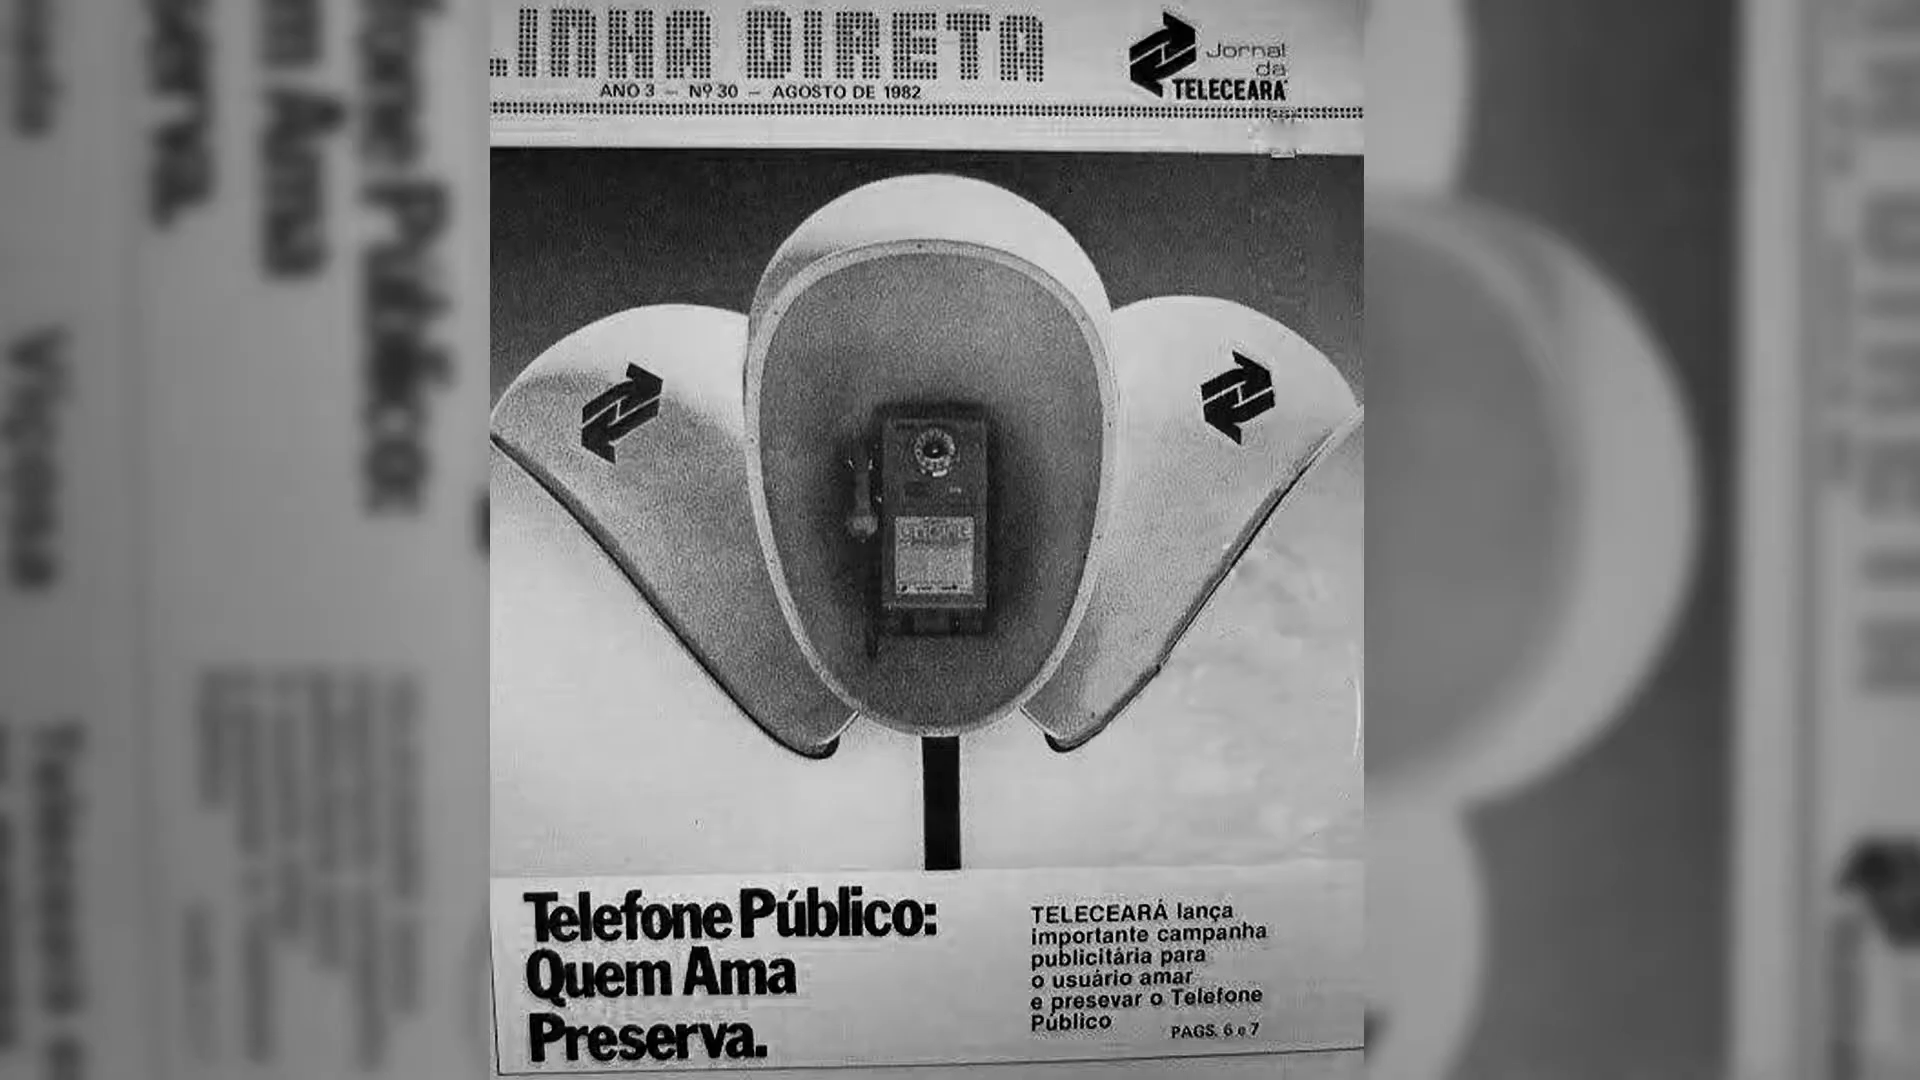 LINHA DIRETA
ANO 3 — Nº 30 — AGOSTO DE 1982
Jornal
da
TELECEARÁ
Telefone Público:
Quem Ama
Preserva.
TELECEARÁ lança
importante campanha
publicitária para
o usuário amar
e presevar o Telefone
Público
PAGS. 6 e 7